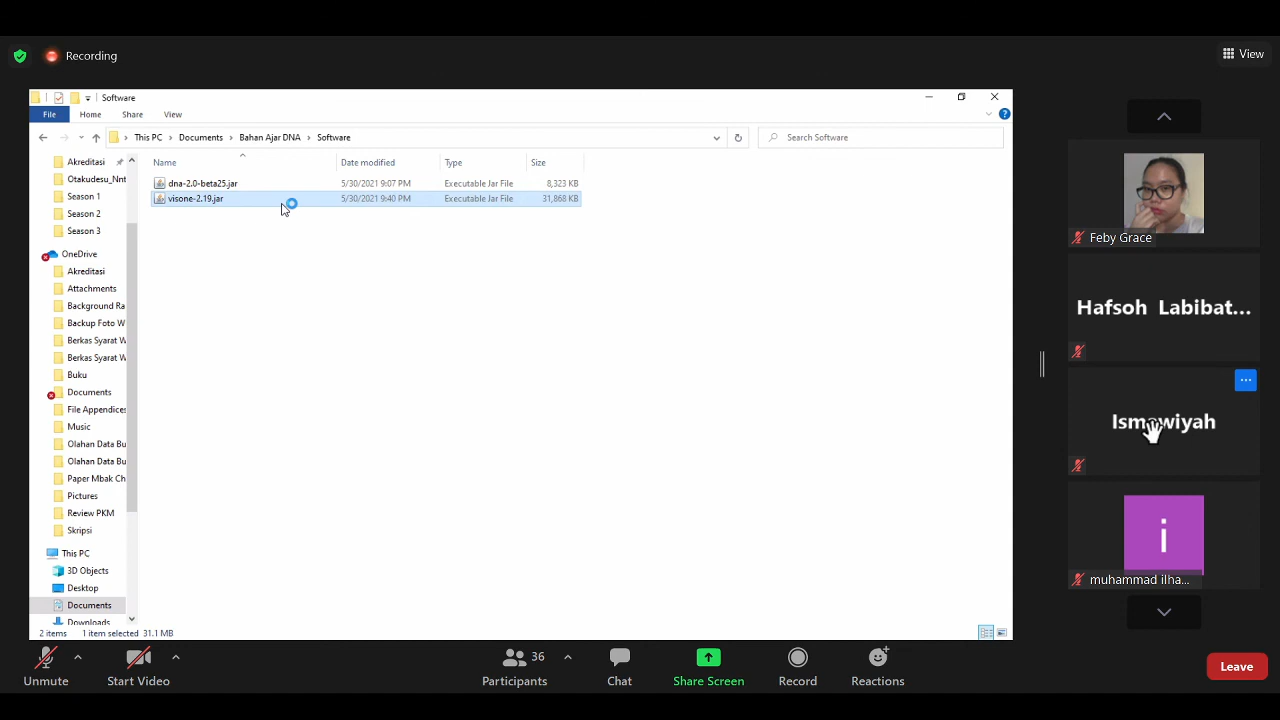 Recording
View
Software
File Home Share View
This PC Documents Bahan Ajar DNA Software
Search Software
Name Date modified Type Size
dna-2.0-beta25.jar 5/30/2021 9:07 PM Executable Jar File 8,323 KB
visone-2.19.jar 5/30/2021 9:40 PM Executable Jar File 31,868 KB
Akreditasi
Otakudesu_Nnt
Season 1
Season 2
Season 3
OneDrive
Akreditasi
Attachments
Background Ra
Backup Foto W
Berkas Syarat W
Berkas Syarat W
Buku
Documents
File Appendices
Music
Olahan Data Bu
Olahan Data Bu
Paper Mbak Ch
Pictures
Review PKM
Skripsi
This PC
3D Objects
Desktop
Documents
Downloads
2 items 1 item selected 31.1 MB
Feby Grace
Hafsoh Labibat...
Ismawiyah
i
muhammad ilha...
Unmute
Start Video
36
Participants
Chat
Share Screen
Record
Reactions
Leave